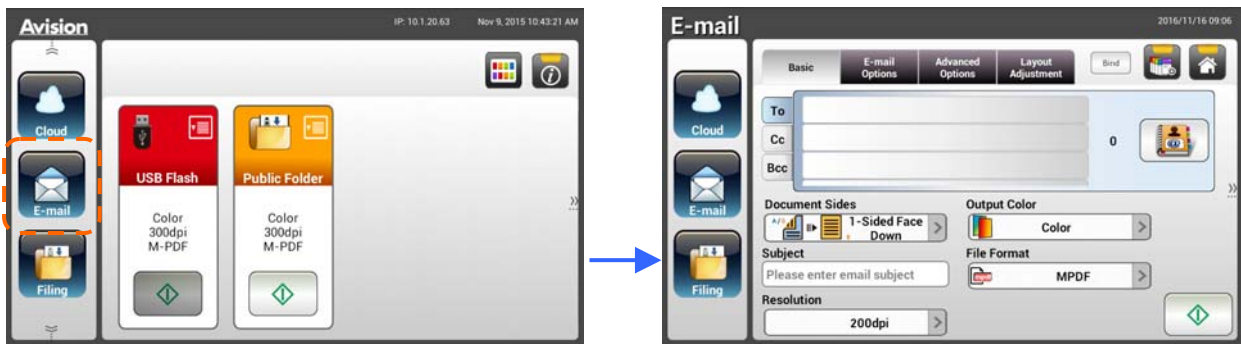 Avision
IP: 10.1.20.63
Nov 9, 2015 10:43:21 AM
Cloud
E-mail
Filing
USB Flash
Color
300dpi
M-PDF
Public Folder
Color
300dpi
M-PDF
E-mail
2016/11/16 09:06
Cloud
E-mail
Filing
Basic
E-mail
Options
Advanced
Options
Layout
Adjustment
Bind
To
Cc
Bcc
0
Document Sides
1-Sided Face
Down
Output Color
Color
Subject
Please enter email subject
File Format
MPDF
Resolution
200dpi